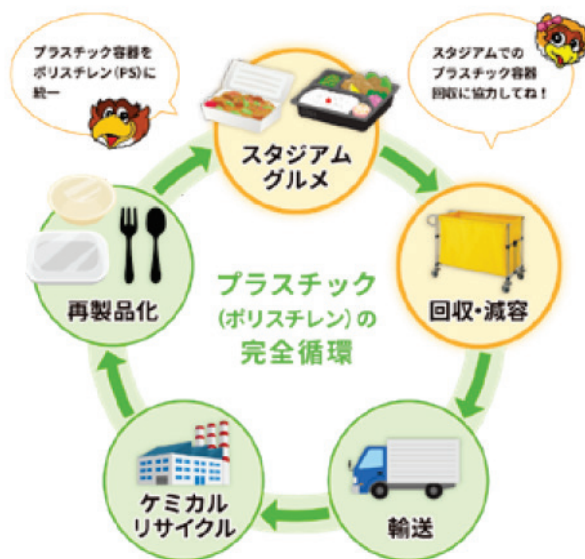 プラスチック容器を
ポリスチレン(PS)に
統一
スタジアムでの
プラスチック容器
回収に協力してね！
スタジアム
グルメ
回収・減容
輸送
ケミカル
リサイクル
再製品化
プラスチック
(ポリスチレン)の
完全循環